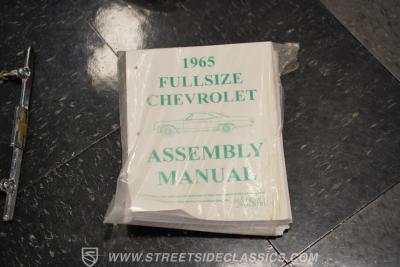 1965
FULLSIZE
CHEVROLET
ASSEMBLY
MANUAL
WWW.STREETSIDECLASSICS.COM